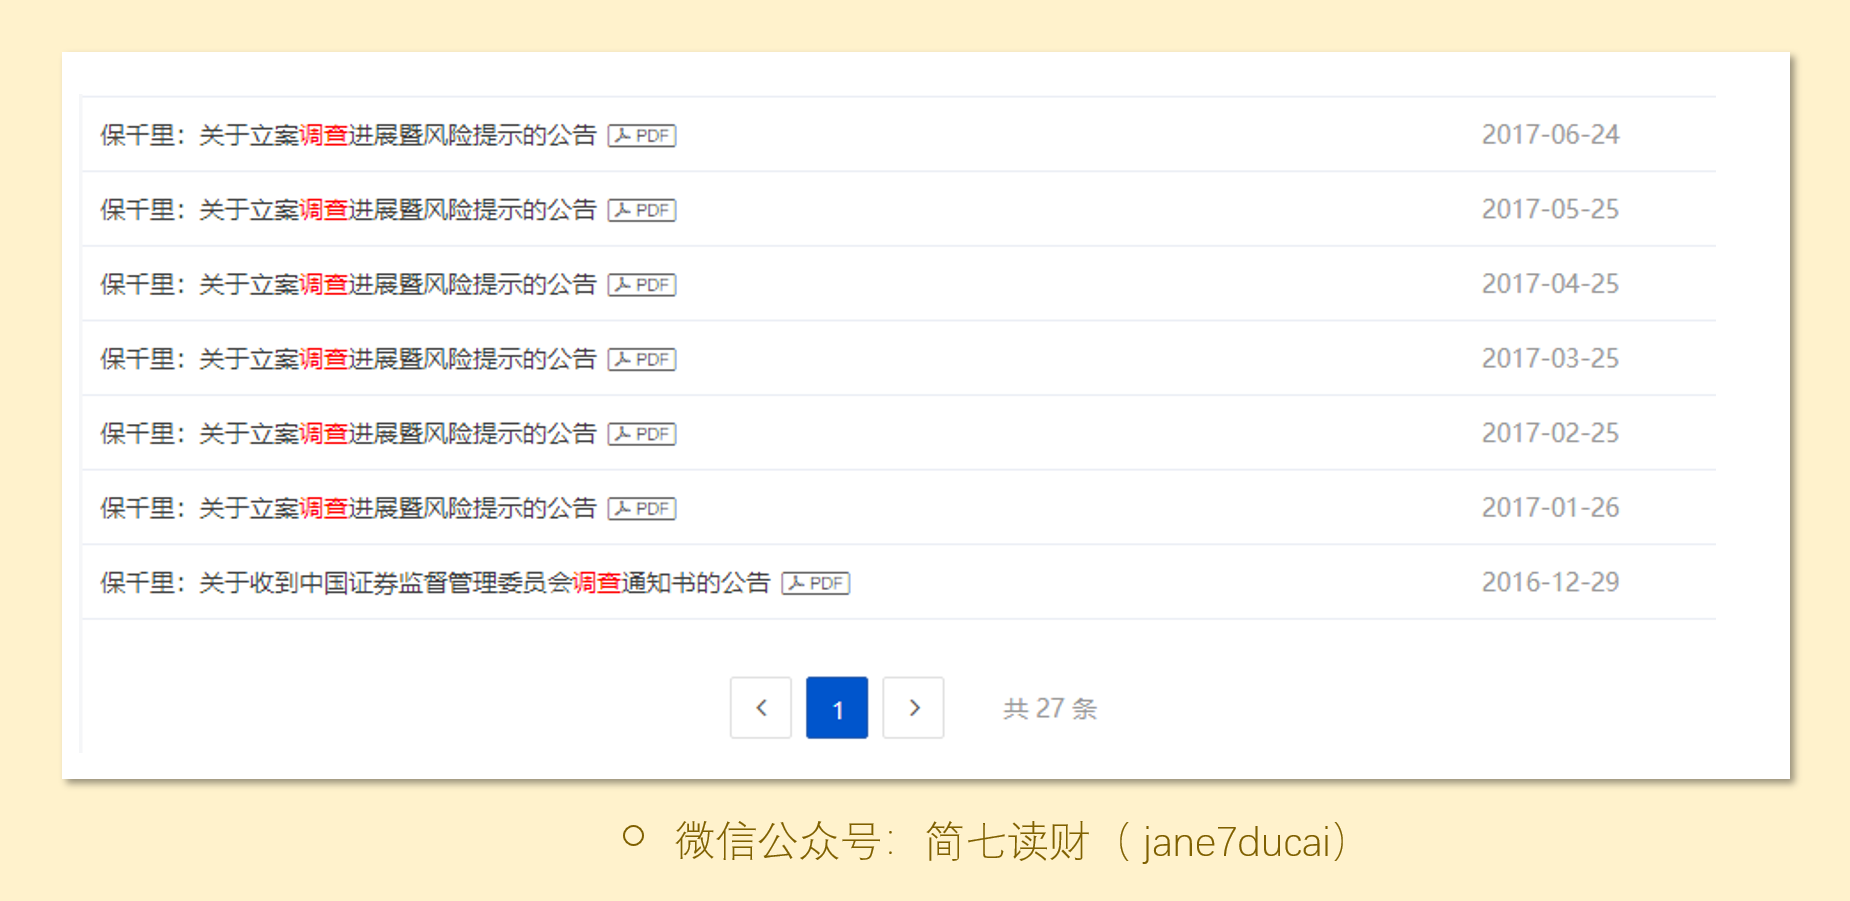 保千里：关于立案调查进展暨风险提示的公告 PDF 2017-06-24
保千里：关于立案调查进展暨风险提示的公告 PDF 2017-05-25
保千里：关于立案调查进展暨风险提示的公告 PDF 2017-04-25
保千里：关于立案调查进展暨风险提示的公告 PDF 2017-03-25
保千里：关于立案调查进展暨风险提示的公告 PDF 2017-02-25
保千里：关于立案调查进展暨风险提示的公告 PDF 2017-01-26
保千里：关于收到中国证券监督管理委员会调查通知书的公告 PDF 2016-12-29
< 1 > 共 27 条
微信公众号：简七读财（jane7ducai）